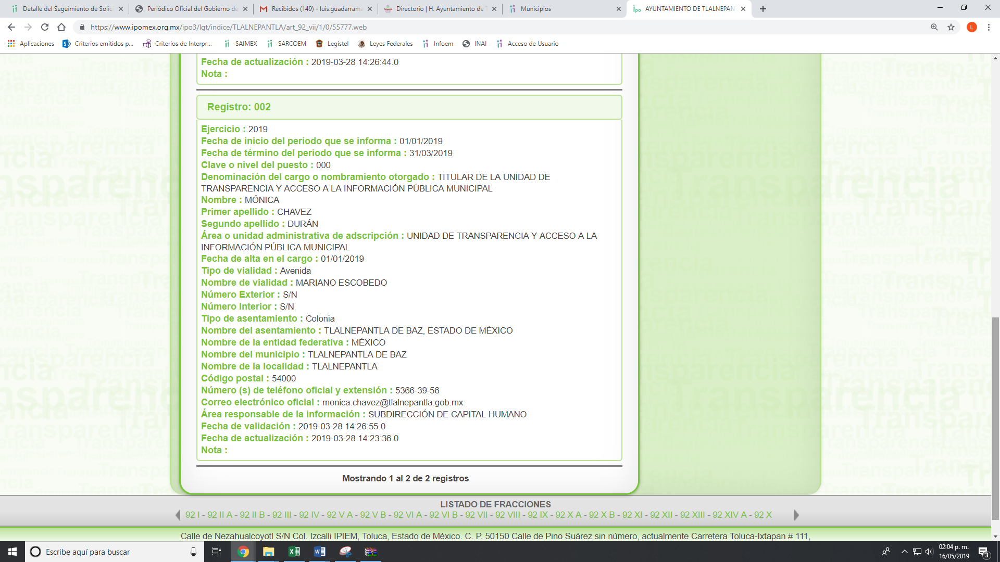 Detalle del Seguimiento de Solici
Periódico Oficial del Gobierno de
Recibidos (149) - luis.guadarrama
Directorio | H. Ayuntamiento de T
Municipios
AYUNTAMIENTO DE TLALNEPANT
https://www.ipomex.org.mx/ipo3/lgt/indice/TLALNEPANTLA/art_92_vii/1/0/55777.web
L
Aplicaciones
Criterios emitidos p...
Criterios de Interpr...
SAIMEX
SARCOEM
Legistel
Leyes Federales
Infoem
INAI
Acceso de Usuario
Fecha de actualización : 2019-03-28 14:26:44.0
Nota :
Registro: 002
Ejercicio : 2019
Fecha de inicio del periodo que se informa : 01/01/2019
Fecha de término del periodo que se informa : 31/03/2019
Clave o nivel del puesto : 000
Denominación del cargo o nombramiento otorgado : TITULAR DE LA UNIDAD DE
TRANSPARENCIA Y ACCESO A LA INFORMACIÓN PÚBLICA MUNICIPAL
Nombre : MÓNICA
Primer apellido : CHAVEZ
Segundo apellido : DURÁN
Área o unidad administrativa de adscripción : UNIDAD DE TRANSPARENCIA Y ACCESO A LA
INFORMACIÓN PÚBLICA MUNICIPAL
Fecha de alta en el cargo : 01/01/2019
Tipo de vialidad : Avenida
Nombre de vialidad : MARIANO ESCOBEDO
Número Exterior : S/N
Número Interior : S/N
Tipo de asentamiento : Colonia
Nombre del asentamiento : TLALNEPANTLA DE BAZ, ESTADO DE MÉXICO
Nombre de la entidad federativa : MÉXICO
Nombre del municipio : TLALNEPANTLA DE BAZ
Nombre de la localidad : TLALNEPANTLA
Código postal : 54000
Número (s) de teléfono oficial y extensión : 5366-39-56
Correo electrónico oficial : monica.chavez@tlalnepantla.gob.mx
Área responsable de la información : SUBDIRECCIÓN DE CAPITAL HUMANO
Fecha de validación : 2019-03-28 14:26:55.0
Fecha de actualización : 2019-03-28 14:23:36.0
Nota :
Mostrando 1 al 2 de 2 registros
LISTADO DE FRACCIONES
92 I - 92 II A - 92 II B - 92 III - 92 IV - 92 V A - 92 V B - 92 VI A - 92 VI B - 92 VII - 92 VIII - 92 IX - 92 X A - 92 X B - 92 XI - 92 XII - 92 XIII - 92 XIV A - 92 X
Calle de Nezahualcoyotl S/N Col. Izcalli IPIEM, Toluca, Estado de México. C. P. 50150 Calle de Pino Suárez sin número, actualmente Carretera Toluca-Ixtapan # 111,
Escribe aquí para buscar
02:04 p. m.
16/05/2019
3